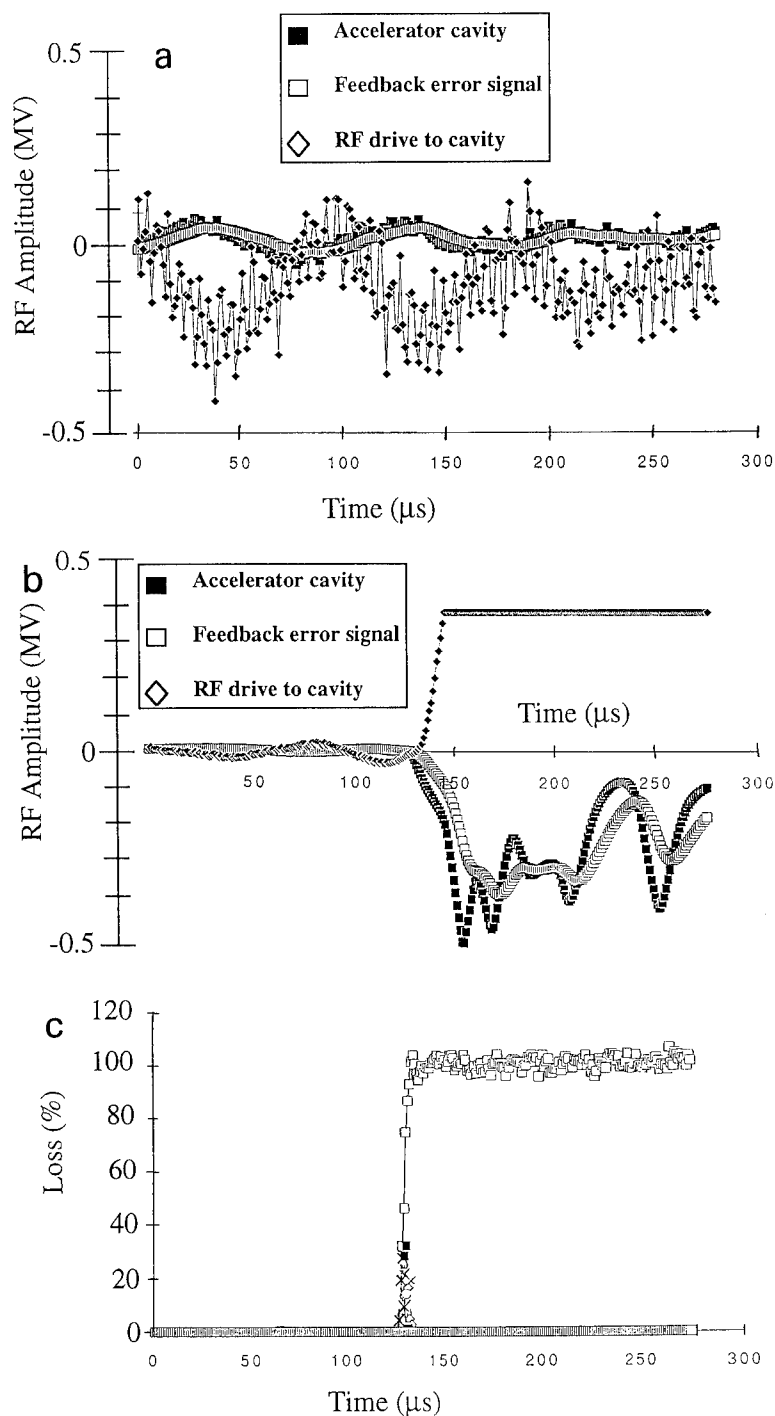 a
Accelerator cavity
Feedback error signal
RF drive to cavity
RF Amplitude (MV)
0.5
0
-0.5
0 50 100 150 200 250 300
Time (μs)
b
Accelerator cavity
Feedback error signal
RF drive to cavity
RF Amplitude (MV)
0.5
0
-0.5
Time (μs)
50 100 150 200 250 300
c
Loss (%)
120
100
80
60
40
20
0
0 50 100 150 200 250 300
Time (μs)